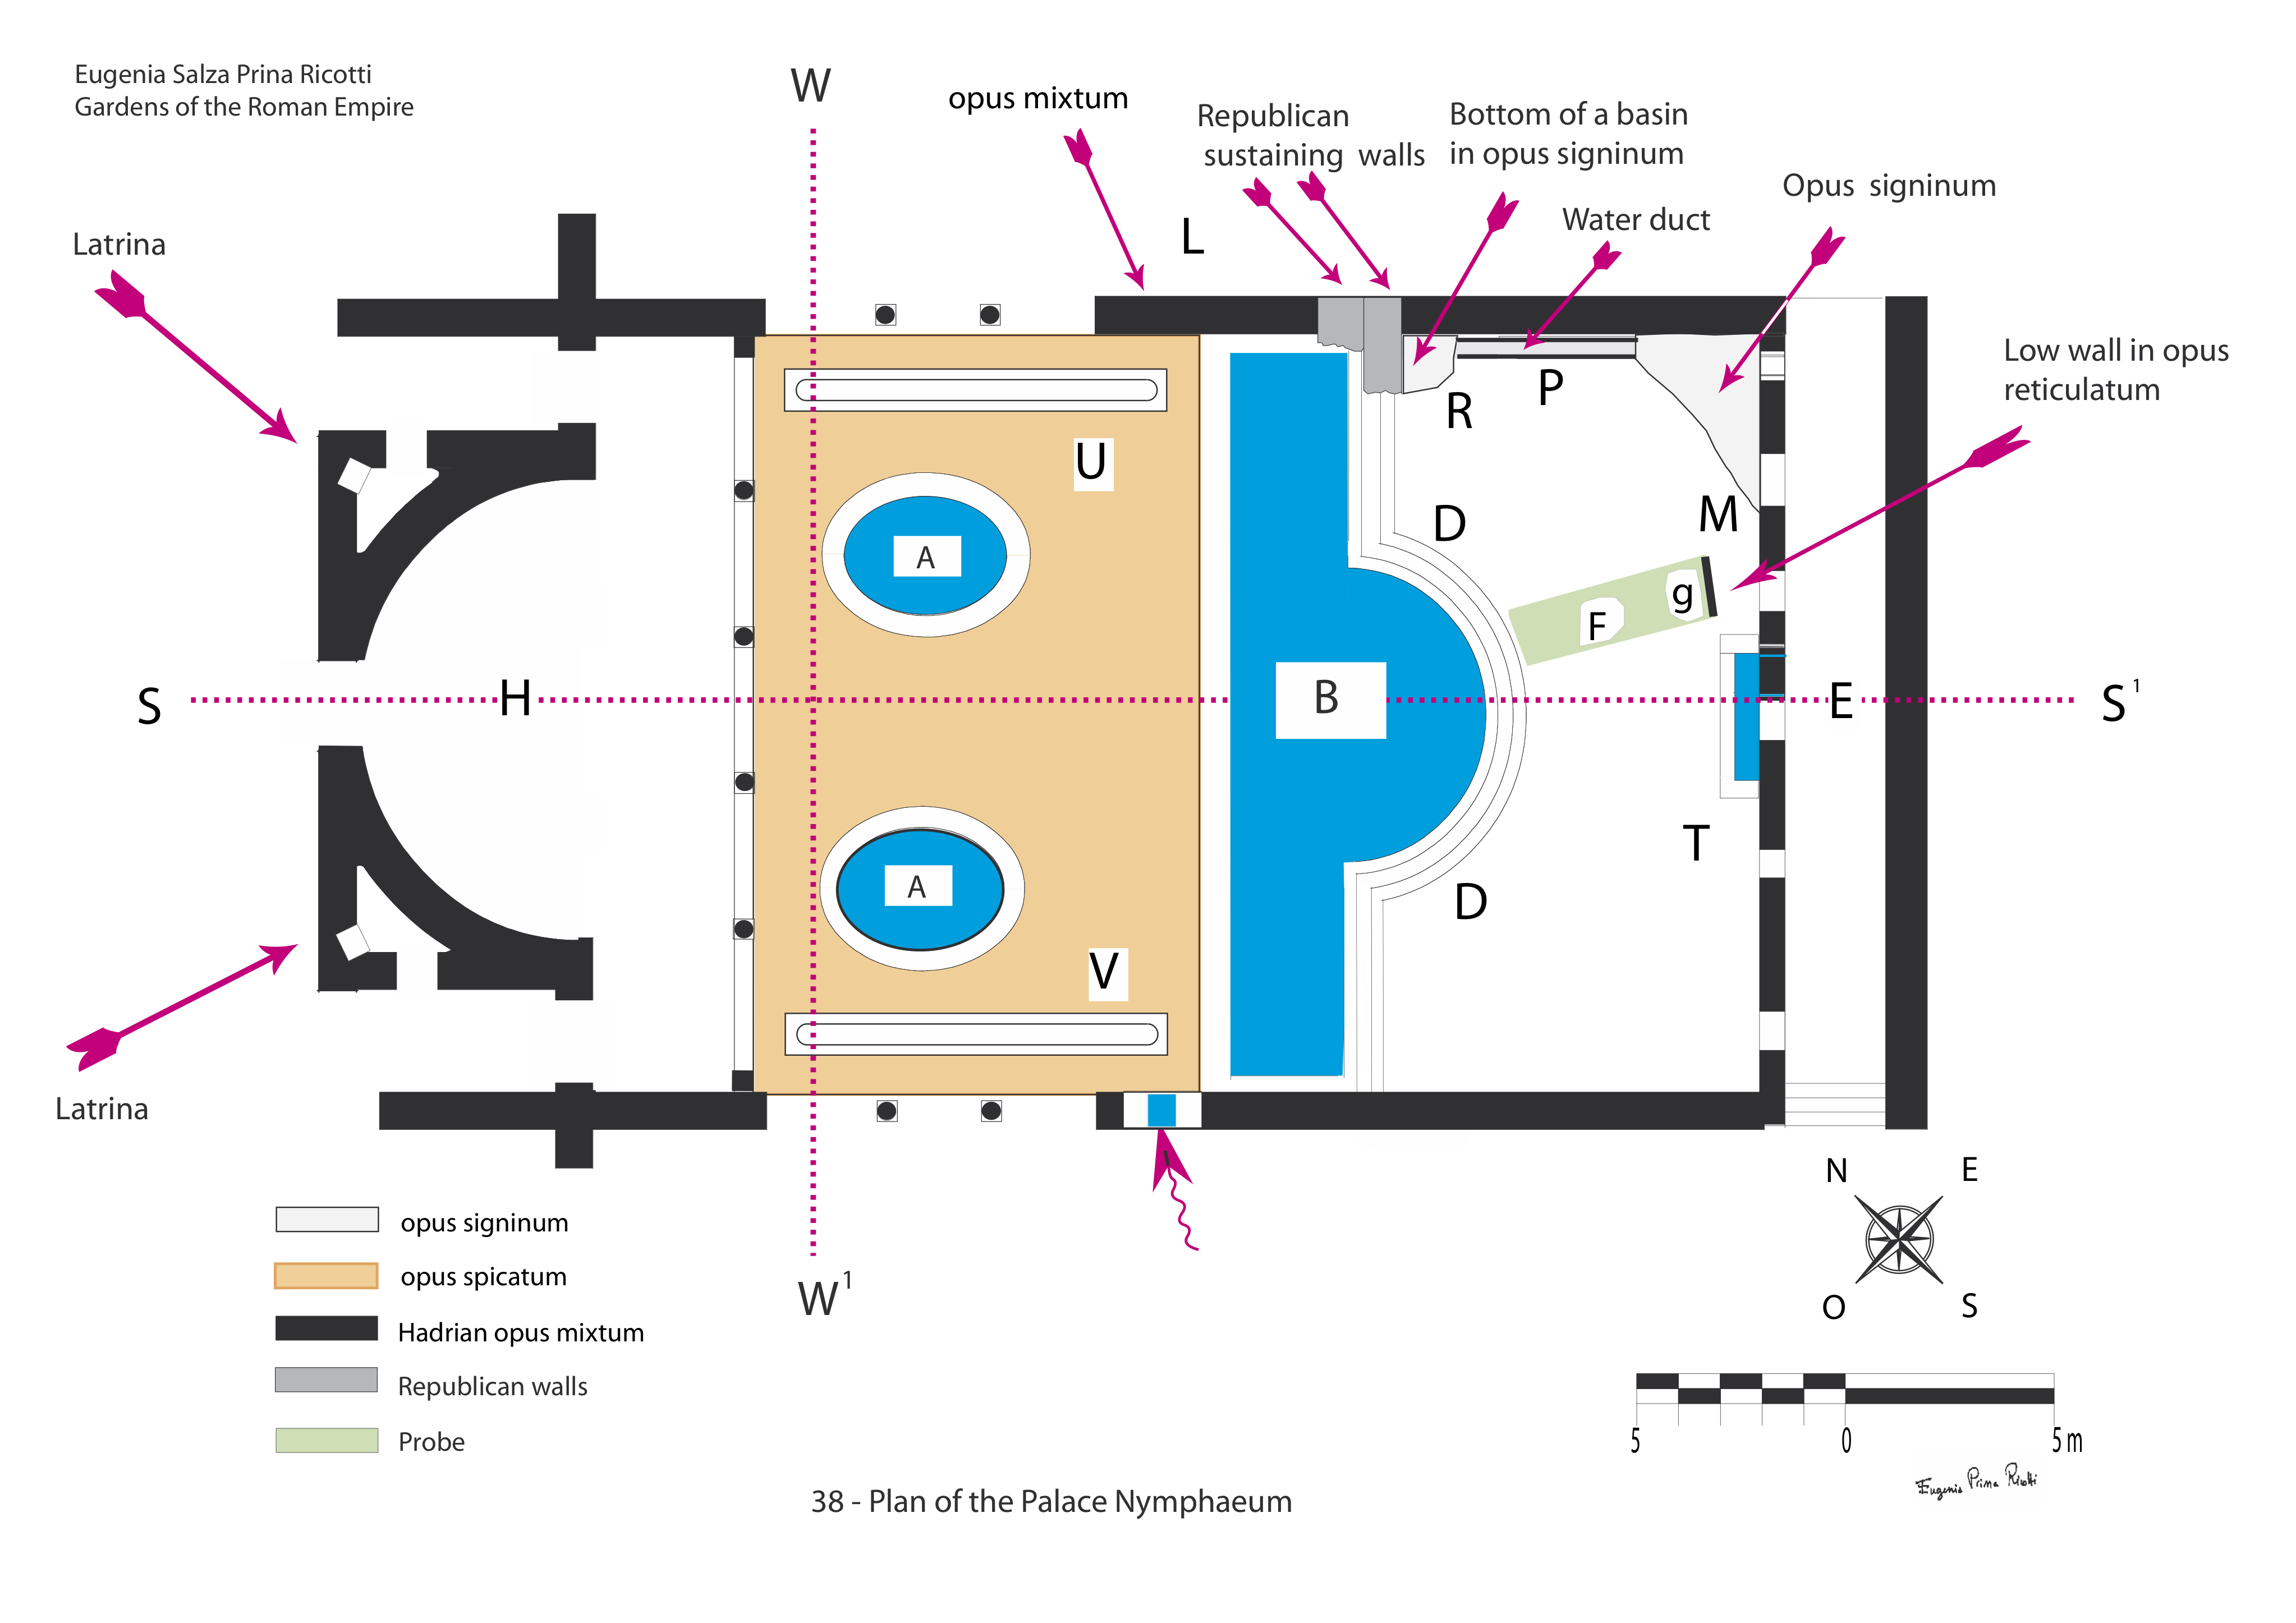 Eugenia Salza Prina Ricotti
Gardens of the Roman Empire
W
opus mixtum
Republican
sustaining walls
Bottom of a basin
in opus signinum
Opus signinum
Water duct
L
Latrina
Low wall in opus
reticulatum
P
R
U
D
M
A
g
F
S
H
B
E
S1
T
A
D
V
Latrina
N
E
O
S
W1
opus signinum
opus spicatum
Hadrian opus mixtum
Republican walls
Probe
5
0
5 m
Eugenia Prina Ricotti
38 - Plan of the Palace Nymphaeum